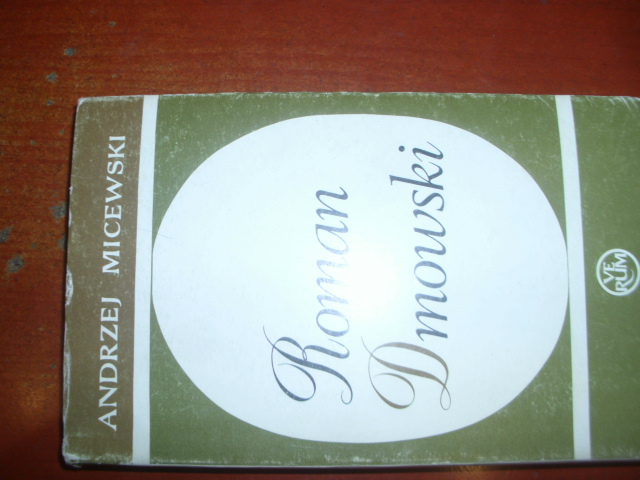 ANDRZEJ MICEWSKI
Roman
Dmowski
VERUM